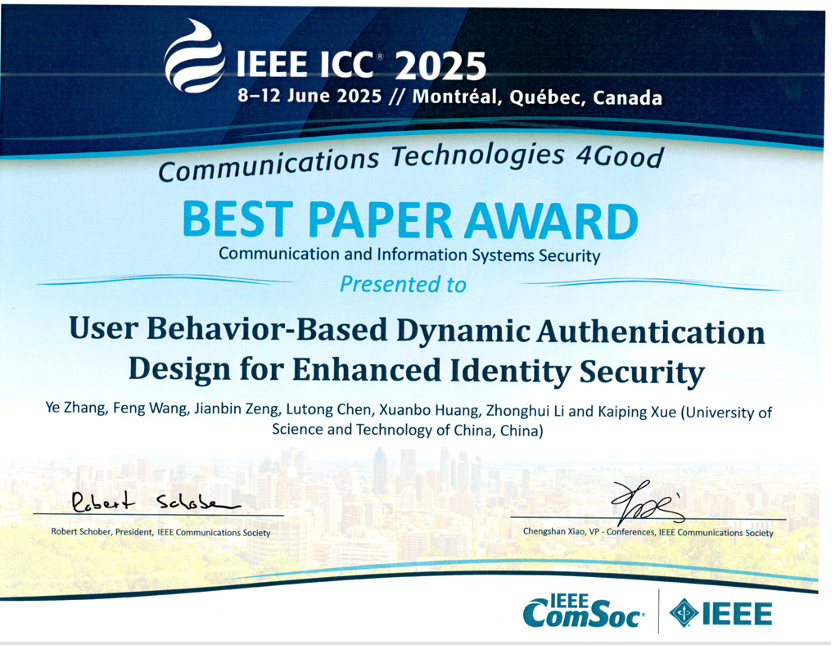 IEEE ICC® 2025
8–12 June 2025 // Montréal, Québec, Canada
Communications Technologies 4Good
BEST PAPER AWARD
Communication and Information Systems Security
Presented to
User Behavior-Based Dynamic Authentication
Design for Enhanced Identity Security
Ye Zhang, Feng Wang, Jianbin Zeng, Lutong Chen, Xuanbo Huang, Zhonghui Li and Kaiping Xue (University of
Science and Technology of China, China)
Robert Schober
Robert Schober, President, IEEE Communications Society
Chengshan Xiao, VP - Conferences, IEEE Communications Society
IEEE ComSoc®
IEEE